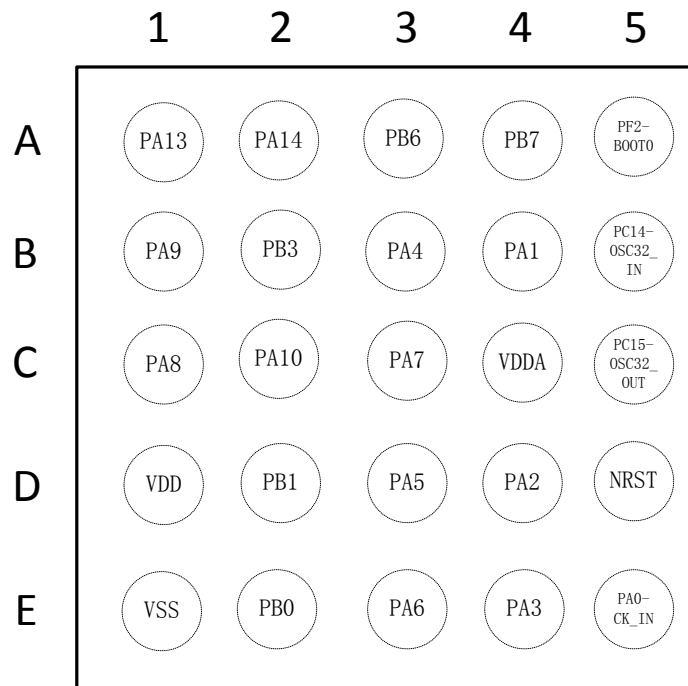 1 2 3 4 5
A PA13 PA14 PB6 PB7 PF2-
BOOT0
B PA9 PB3 PA4 PA1 PC14-
OSC32_
IN
C PA8 PA10 PA7 VDDA PC15-
OSC32_
OUT
D VDD PB1 PA5 PA2 NRST
E VSS PB0 PA6 PA3 PA0-
CK_IN